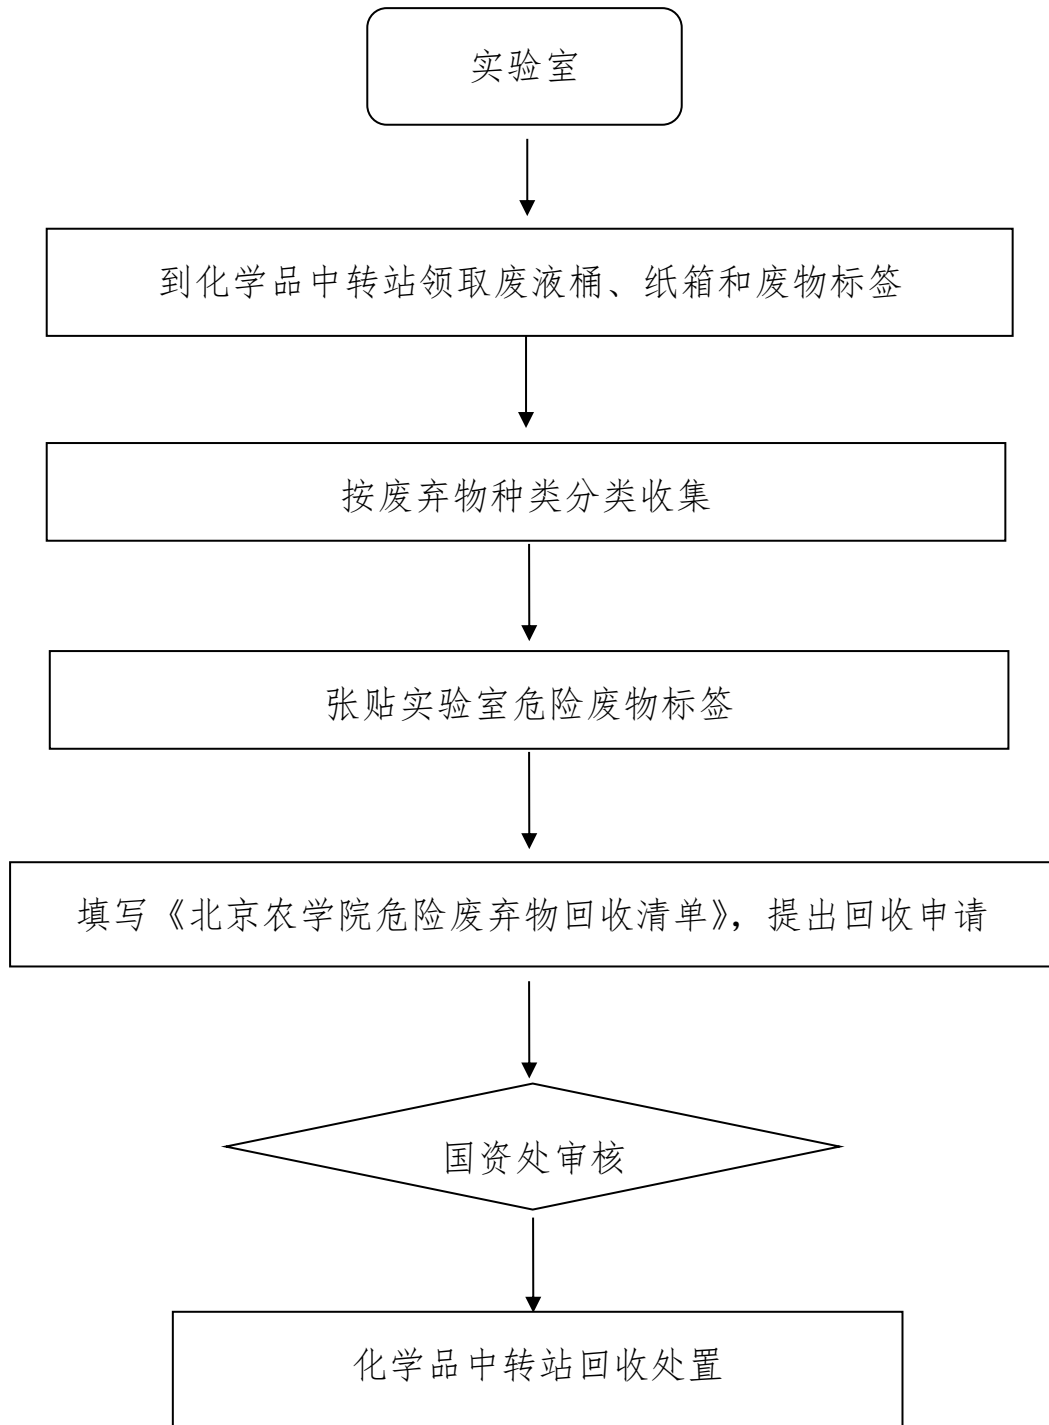 实验室
到化学品中转站领取废液桶、纸箱和废物标签
按废弃物种类分类收集
张贴实验室危险废物标签
填写《北京农学院危险废弃物回收清单》，提出回收申请
国资处审核
化学品中转站回收处置